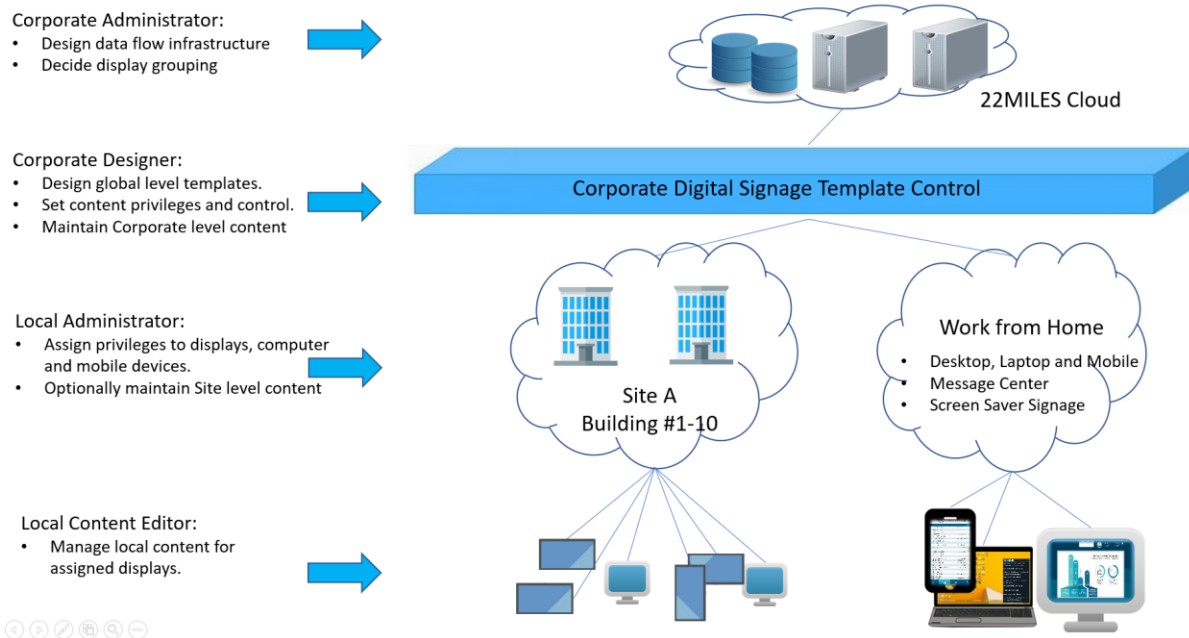 Corporate Administrator:
• Design data flow infrastructure
• Decide display grouping
22MILES Cloud
Corporate Designer:
• Design global level templates.
• Set content privileges and control.
• Maintain Corporate level content
Corporate Digital Signage Template Control
Local Administrator:
• Assign privileges to displays, computer
and mobile devices.
• Optionally maintain Site level content
Site A
Building #1-10
Work from Home
• Desktop, Laptop and Mobile
• Message Center
• Screen Saver Signage
Local Content Editor:
• Manage local content for
assigned displays.